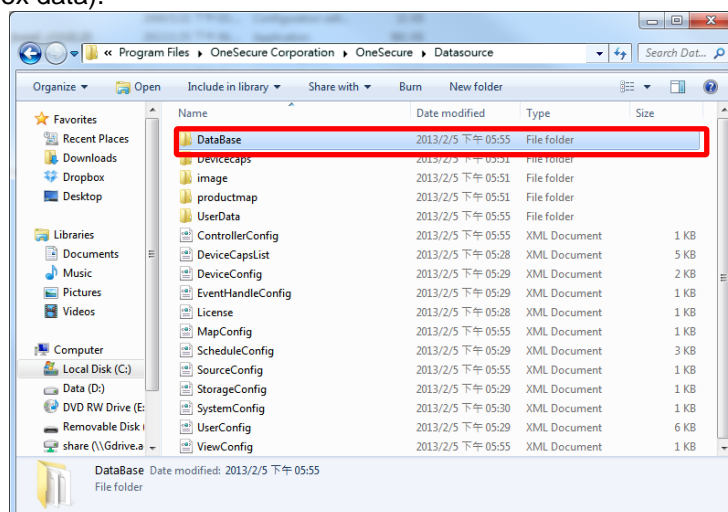 ox data).
« Program Files ▸ OneSecure Corporation ▸ OneSecure ▸ Datasource
Search Dat...
Organize Open Include in library Share with Burn New folder
Name Date modified Type Size
Favorites
Recent Places
Downloads
Dropbox
Desktop
Libraries
Documents
Music
Pictures
Videos
Computer
Local Disk (C:)
Data (D:)
DVD RW Drive (E:
Removable Disk
share (\\Gdrive.a
DataBase 2013/2/5 下午 05:55 File folder
Devicecaps 2013/2/5 下午 05:51 File folder
image 2013/2/5 下午 05:51 File folder
productmap 2013/2/5 下午 05:51 File folder
UserData 2013/2/5 下午 05:55 File folder
ControllerConfig 2013/2/5 下午 05:55 XML Document 1 KB
DeviceCapsList 2013/2/5 下午 05:28 XML Document 5 KB
DeviceConfig 2013/2/5 下午 05:29 XML Document 2 KB
EventHandleConfig 2013/2/5 下午 05:29 XML Document 1 KB
License 2013/2/5 下午 05:28 XML Document 1 KB
MapConfig 2013/2/5 下午 05:55 XML Document 1 KB
ScheduleConfig 2013/2/5 下午 05:29 XML Document 3 KB
SourceConfig 2013/2/5 下午 05:55 XML Document 1 KB
StorageConfig 2013/2/5 下午 05:29 XML Document 1 KB
SystemConfig 2013/2/5 下午 05:30 XML Document 1 KB
UserConfig 2013/2/5 下午 05:29 XML Document 6 KB
ViewConfig 2013/2/5 下午 05:55 XML Document 1 KB
DataBase Date modified: 2013/2/5 下午 05:55
File folder